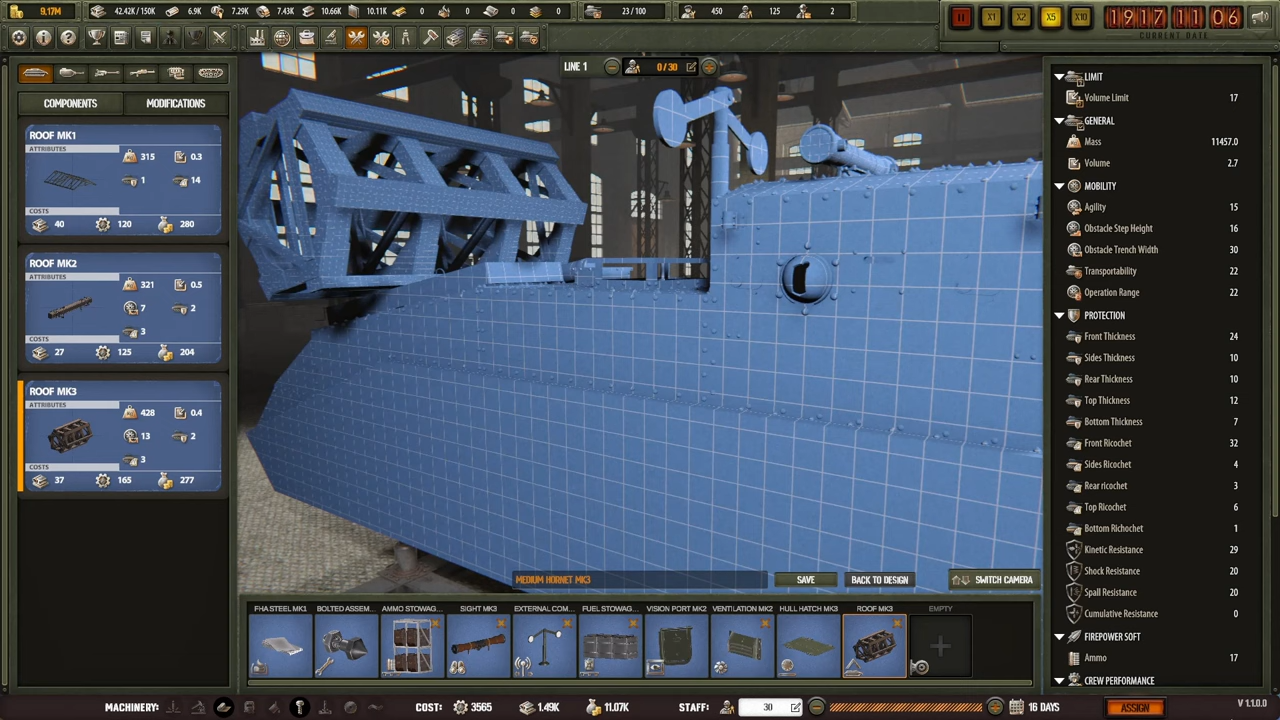 9.17M 42.42K / 150K 6.9K 7.29K 7.43K 10.66K 10.11K 0 0 0 0 23 / 100 450 125 2
X1 X2 X5 X10 1917 11 06
CURRENT DATE
LINE 1 0/30
COMPONENTS MODIFICATIONS
ROOF MK1
ATTRIBUTES
315 0.3
1 14
COSTS
40 120 280
ROOF MK2
ATTRIBUTES
321 0.5
7 2
3
COSTS
27 125 204
ROOF MK3
ATTRIBUTES
428 0.4
13 2
3
COSTS
37 165 277
LIMIT
Volume Limit 17
GENERAL
Mass 11457.0
Volume 2.7
MOBILITY
Agility 15
Obstacle Step Height 16
Obstacle Trench Width 30
Transportability 22
Operation Range 22
PROTECTION
Front Thickness 24
Sides Thickness 10
Rear Thickness 10
Top Thickness 12
Bottom Thickness 7
Front Ricochet 32
Sides Ricochet 4
Rear ricochet 3
Top Ricochet 6
Bottom Richochet 1
Kinetic Resistance 29
Shock Resistance 20
Spall Resistance 20
Cumulative Resistance 0
FIREPOWER SOFT
Ammo 17
CREW PERFORMANCE
MEDIUM HORNET MK3 SAVE BACK TO DESIGN SWITCH CAMERA
FHA STEEL MK1 BOLTED ASSEM... AMMO STOWAG... SIGHT MK3 EXTERNAL COM... FUEL STOWAG... VISION PORT MK2 VENTILATION MK2 HULL HATCH MK3 ROOF MK3 EMPTY
MACHINERY: COST: 3565 1.49K 11.07K STAFF: 30 16 DAYS ASSIGN V 1.1.0.0